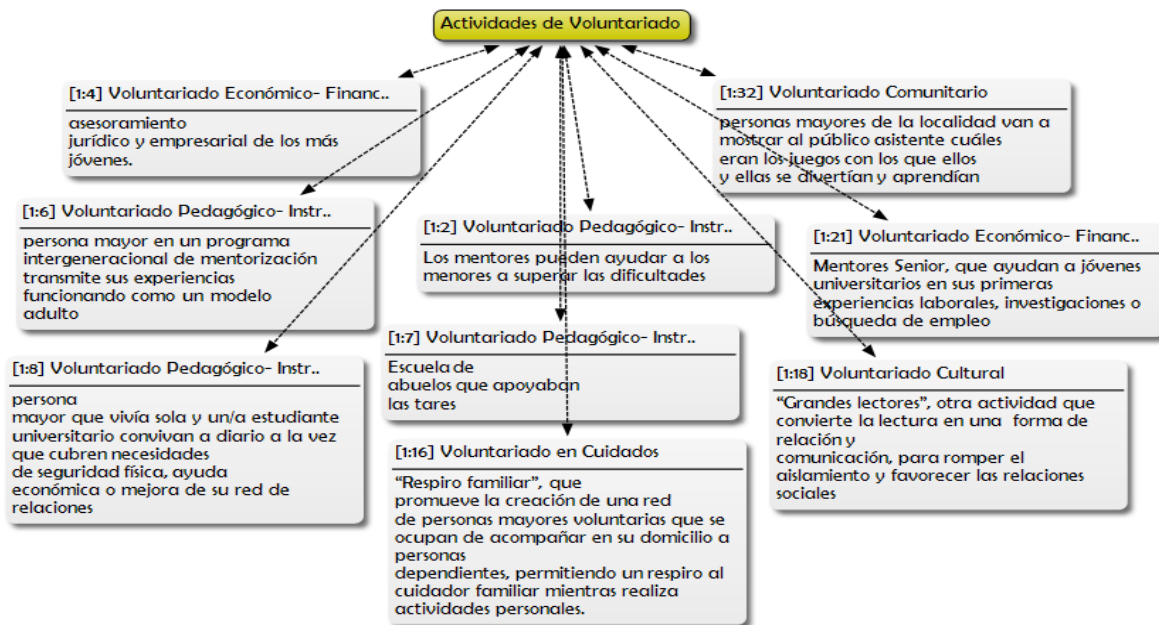 Actividades de Voluntariado
[1:4] Voluntariado Económico- Financ..
asesoramiento
jurídico y empresarial de los más
jóvenes.
[1:32] Voluntariado Comunitario
personas mayores de la localidad van a
mostrar al público asistente cuáles
eran los juegos con los que ellos
y ellas se divertían y aprendían
[1:6] Voluntariado Pedagógico- Instr..
persona mayor en un programa
intergeneracional de mentorización
transmite sus experiencias
funcionando como un modelo
adulto
[1:2] Voluntariado Pedagógico- Instr..
Los mentores pueden ayudar a los
menores a superar las dificultades
[1:21] Voluntariado Económico- Financ..
Mentores Senior, que ayudan a jóvenes
universitarios en sus primeras
experiencias laborales, investigaciones o
búsqueda de empleo
[1:8] Voluntariado Pedagógico- Instr..
persona
mayor que vivía sola y un/a estudiante
universitario convivan a diario a la vez
que cubren necesidades
de seguridad física, ayuda
económica o mejora de su red de
relaciones
[1:7] Voluntariado Pedagógico- Instr..
Escuela de
abuelos que apoyaban
las tares
[1:18] Voluntariado Cultural
“Grandes lectores”, otra actividad que
convierte la lectura en una forma de
relación y
comunicación, para romper el
aislamiento y favorecer las relaciones
sociales
[1:16] Voluntariado en Cuidados
“Respiro familiar”, que
promueve la creación de una red
de personas mayores voluntarias que se
ocupan de acompañar en su domicilio a
personas
dependientes, permitiendo un respiro al
cuidador familiar mientras realiza
actividades personales.